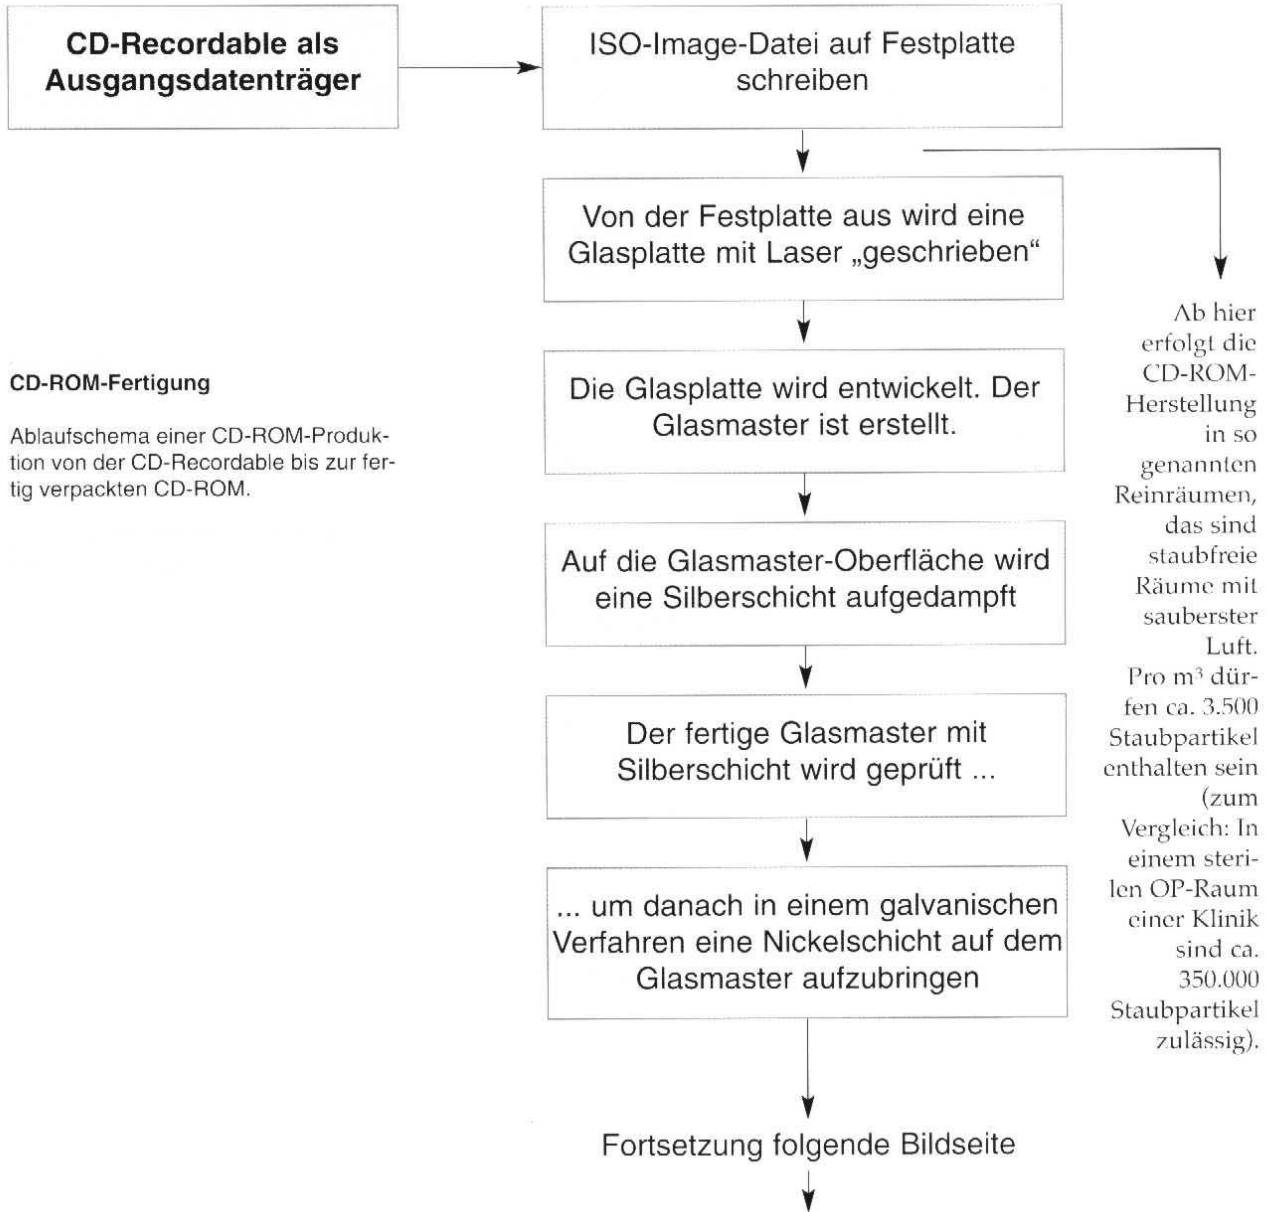 CD-Recordable als
Ausgangsdatenträger
ISO-Image-Datei auf Festplatte
schreiben
Von der Festplatte aus wird eine
Glasplatte mit Laser „geschrieben“
Die Glasplatte wird entwickelt. Der
Glasmaster ist erstellt.
CD-ROM-Fertigung
Ablaufschema einer CD-ROM-Produk-
tion von der CD-Recordable bis zur fer-
tig verpackten CD-ROM.
Auf die Glasmaster-Oberfläche wird
eine Silberschicht aufgedampft
Der fertige Glasmaster mit
Silberschicht wird geprüft ...
... um danach in einem galvanischen
Verfahren eine Nickelschicht auf dem
Glasmaster aufzubringen
Fortsetzung folgende Bildseite
Ab hier
erfolgt die
CD-ROM-
Herstellung
in so
genannten
Reinräumen,
das sind
staubfreie
Räume mit
sauberster
Luft.
Pro m³ dür-
fen ca. 3.500
Staubpartikel
enthalten sein
(zum
Vergleich: In
einem steri-
len OP-Raum
einer Klinik
sind ca.
350.000
Staubpartikel
zulässig).